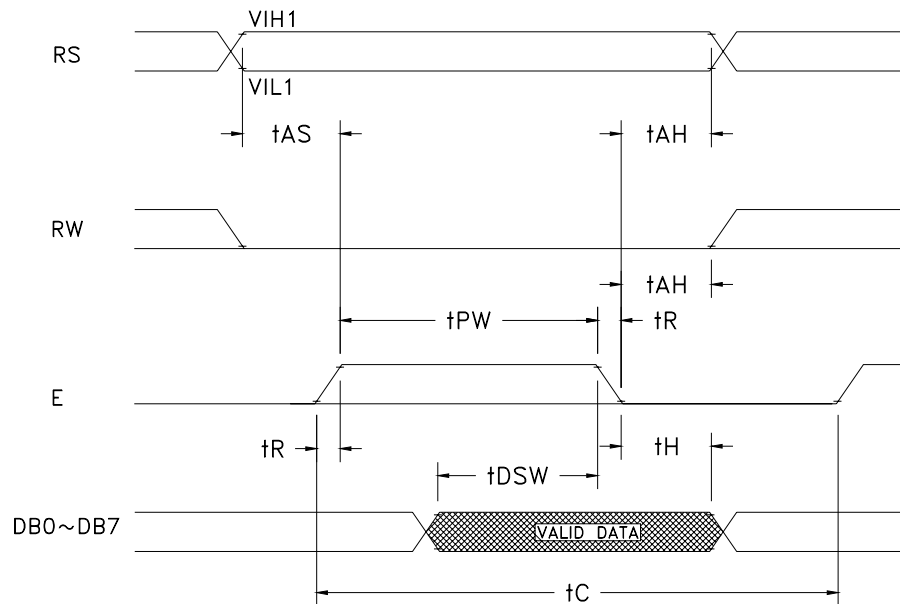 VIH1
RS
VIL1
tAS
tAH
RW
tAH
tPW
tR
E
tR
tH
tDSW
DB0~DB7
VALID DATA
tC